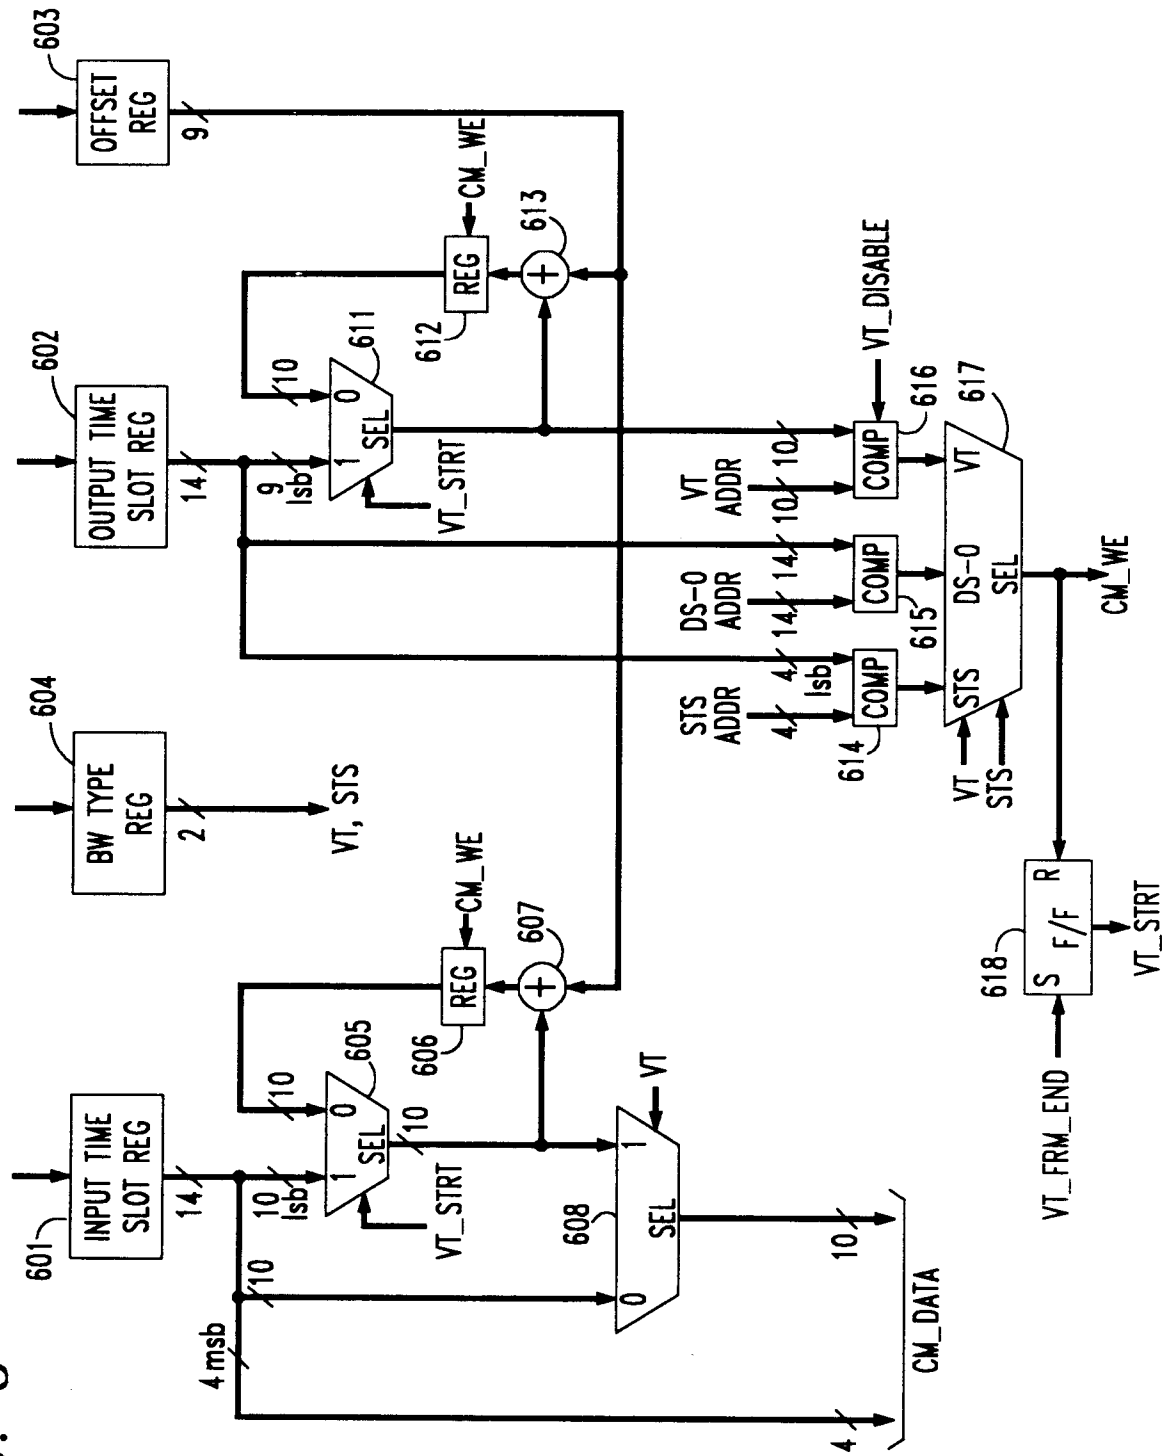 603
OFFSET
REG
9
602
OUTPUT TIME
SLOT REG
14
604
BW TYPE
REG
2
VT, STS
601
INPUT TIME
SLOT REG
14
CM_WE
REG
612
613
+
611
10
0
1
SEL
9
lsb
VT_STRT
CM_WE
REG
606
607
+
605
10
0
1
SEL
10
10
lsb
VT_STRT
10
4 msb
VT
608
1
0
SEL
10
4
CM_DATA
VT
ADDR
10
10
DS-0
ADDR
14
14
STS
ADDR
4
4
lsb
VT_DISABLE
COMP
616
COMP
615
COMP
614
617
VT
DS-0
STS
SEL
VT
STS
CM_WE
618
S
R
F/F
VT_FRM_END
VT_STRT